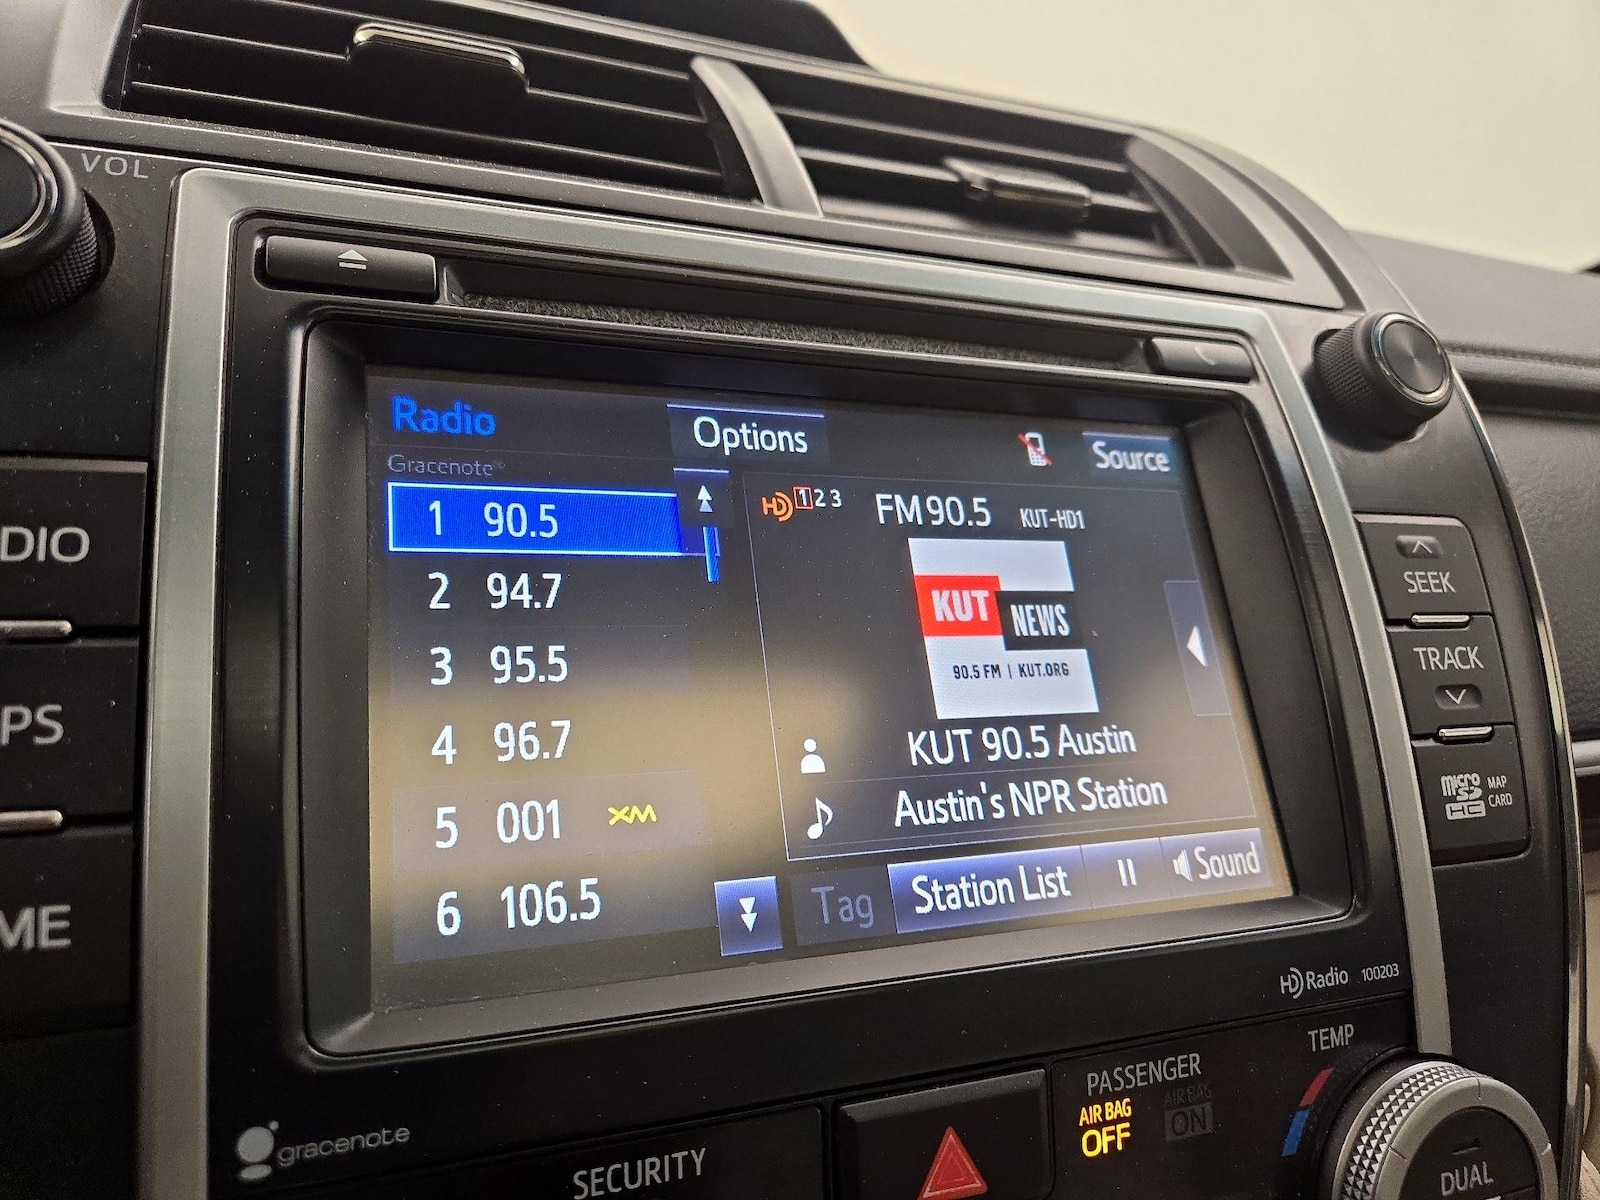 VOL
Radio
Options
Source
Gracenote
1 90.5
2 94.7
3 95.5
4 96.7
5 001 XM
6 106.5
HD 1 2 3 FM 90.5 KUT-HD1
KUT
NEWS
90.5 FM | KUT.ORG
KUT 90.5 Austin
Austin's NPR Station
Tag
Station List
Sound
DIO
PS
ME
SEEK
TRACK
micro
SD
HC
MAP
CARD
HD Radio 100203
gracenote
SECURITY
PASSENGER
AIR BAG
OFF
AIR BAG
ON
TEMP
DUAL